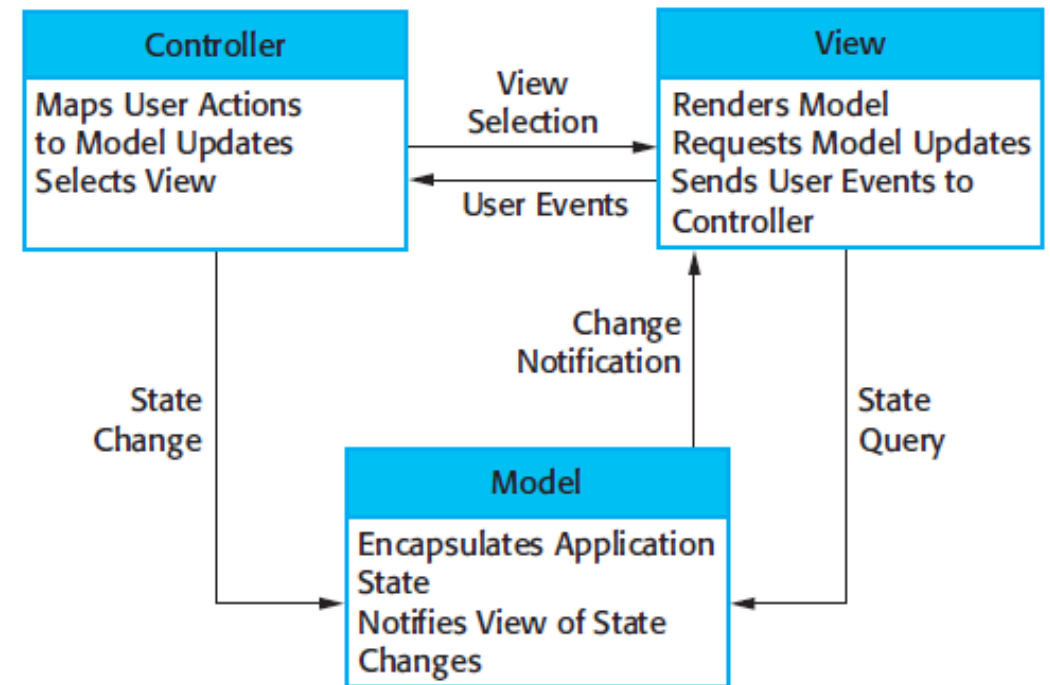 Controller
Maps User Actions
to Model Updates
Selects View
View
Selection
User Events
View
Renders Model
Requests Model Updates
Sends User Events to
Controller
State
Change
Change
Notification
State
Query
Model
Encapsulates Application
State
Notifies View of State
Changes